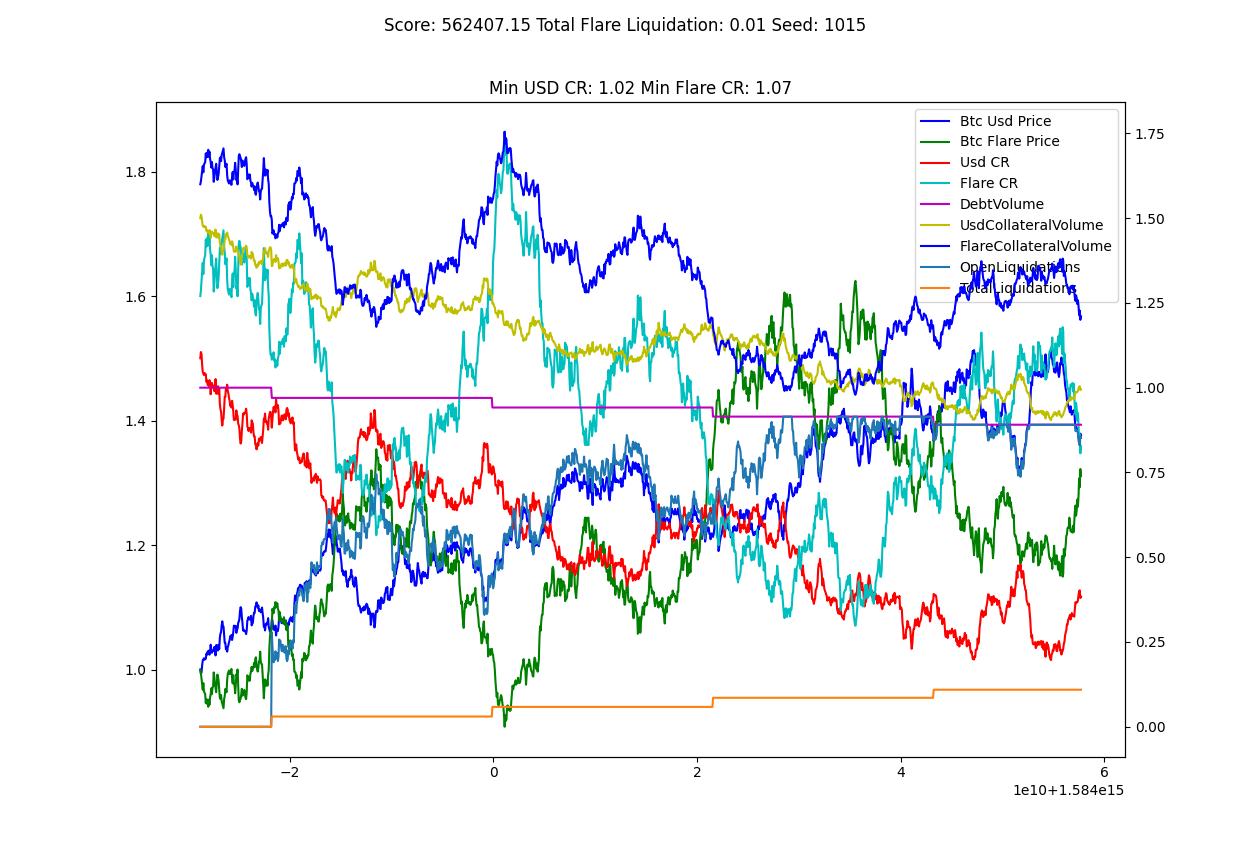 Score: 562407.15 Total Flare Liquidation: 0.01 Seed: 1015
Min USD CR: 1.02 Min Flare CR: 1.07
Btc Usd Price
Btc Flare Price
Usd CR
Flare CR
DebtVolume
UsdCollateralVolume
FlareCollateralVolume
OpenLiquidations
TotalLiquidations
1.8
1.6
1.4
1.2
1.0
1.75
1.50
1.25
1.00
0.75
0.50
0.25
0.00
−2 0 2 4 6
1e10+1.584e15